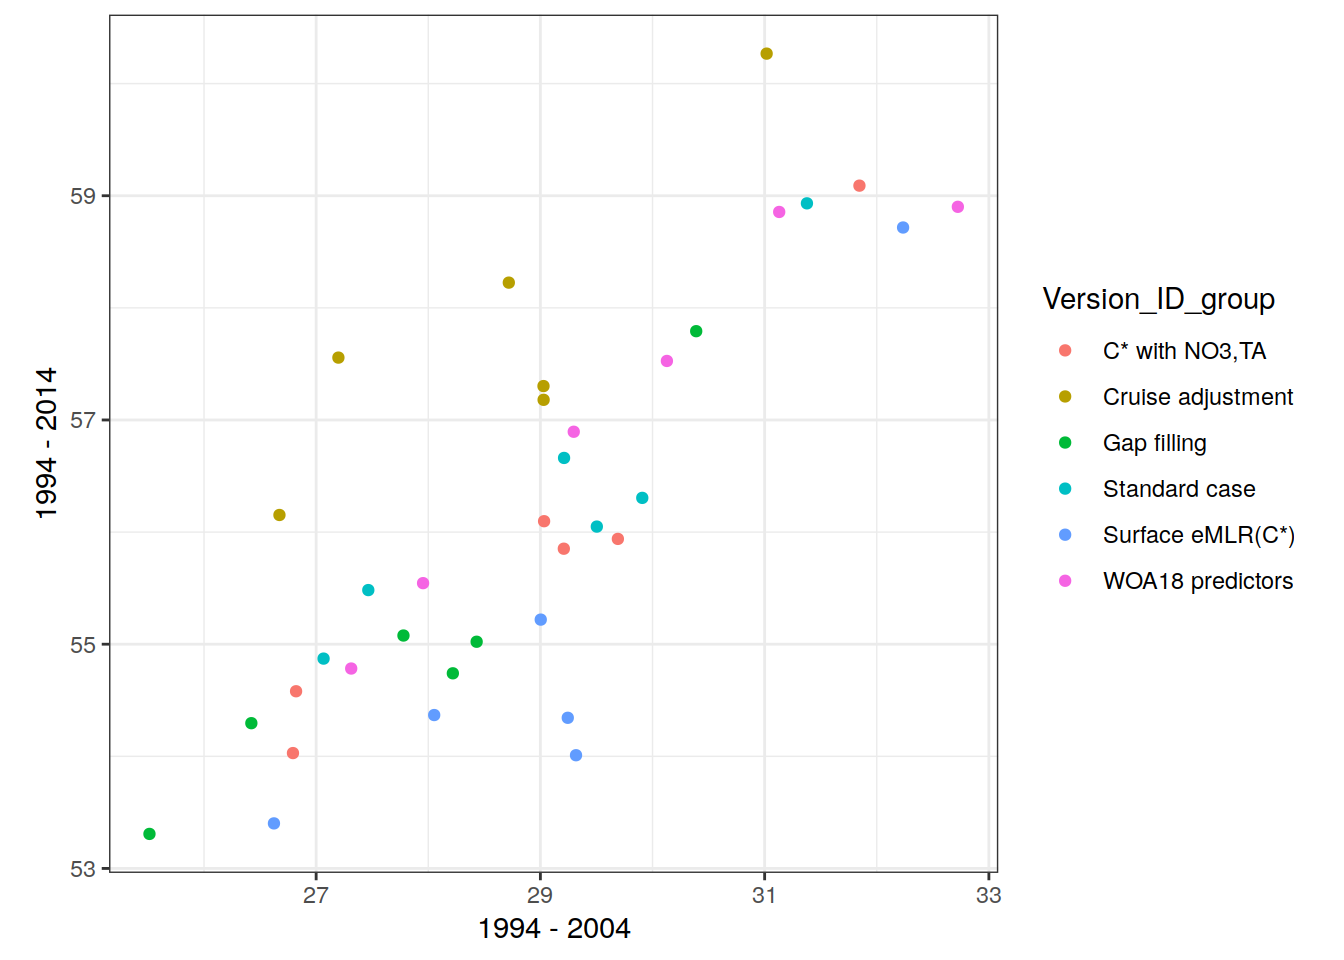 59
57
55
53
27 29 31 33
1994 - 2004
1994 - 2014
Version_ID_group
C* with NO3,TA
Cruise adjustment
Gap filling
Standard case
Surface eMLR(C*)
WOA18 predictors